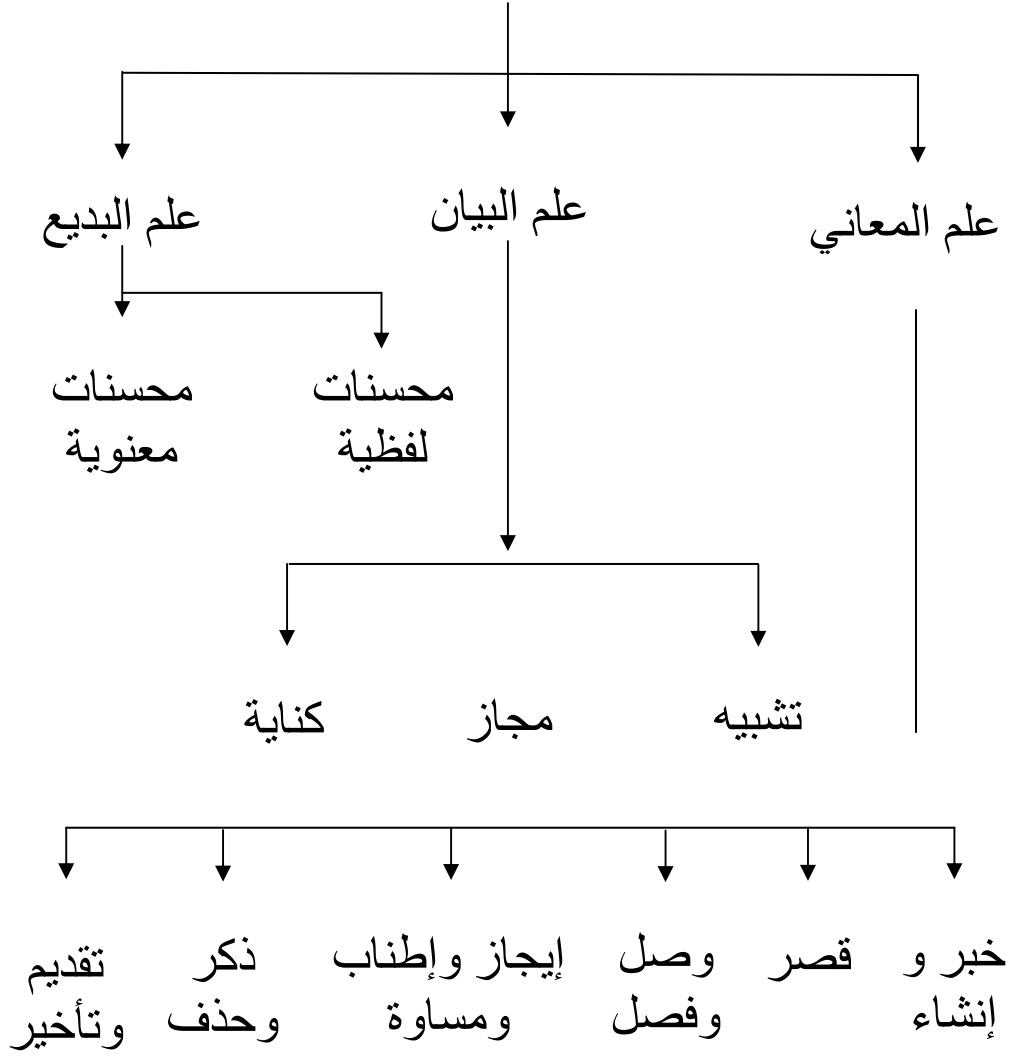 علم المعاني
علم البيان
علم البديع
محسنات
لفظية
محسنات
معنوية
تشبيه
مجاز
كناية
خبر و
إنشاء
قصر
وصل
وفصل
إيجاز وإطناب
ومساوة
ذكر
وحذف
تقديم
وتأخير